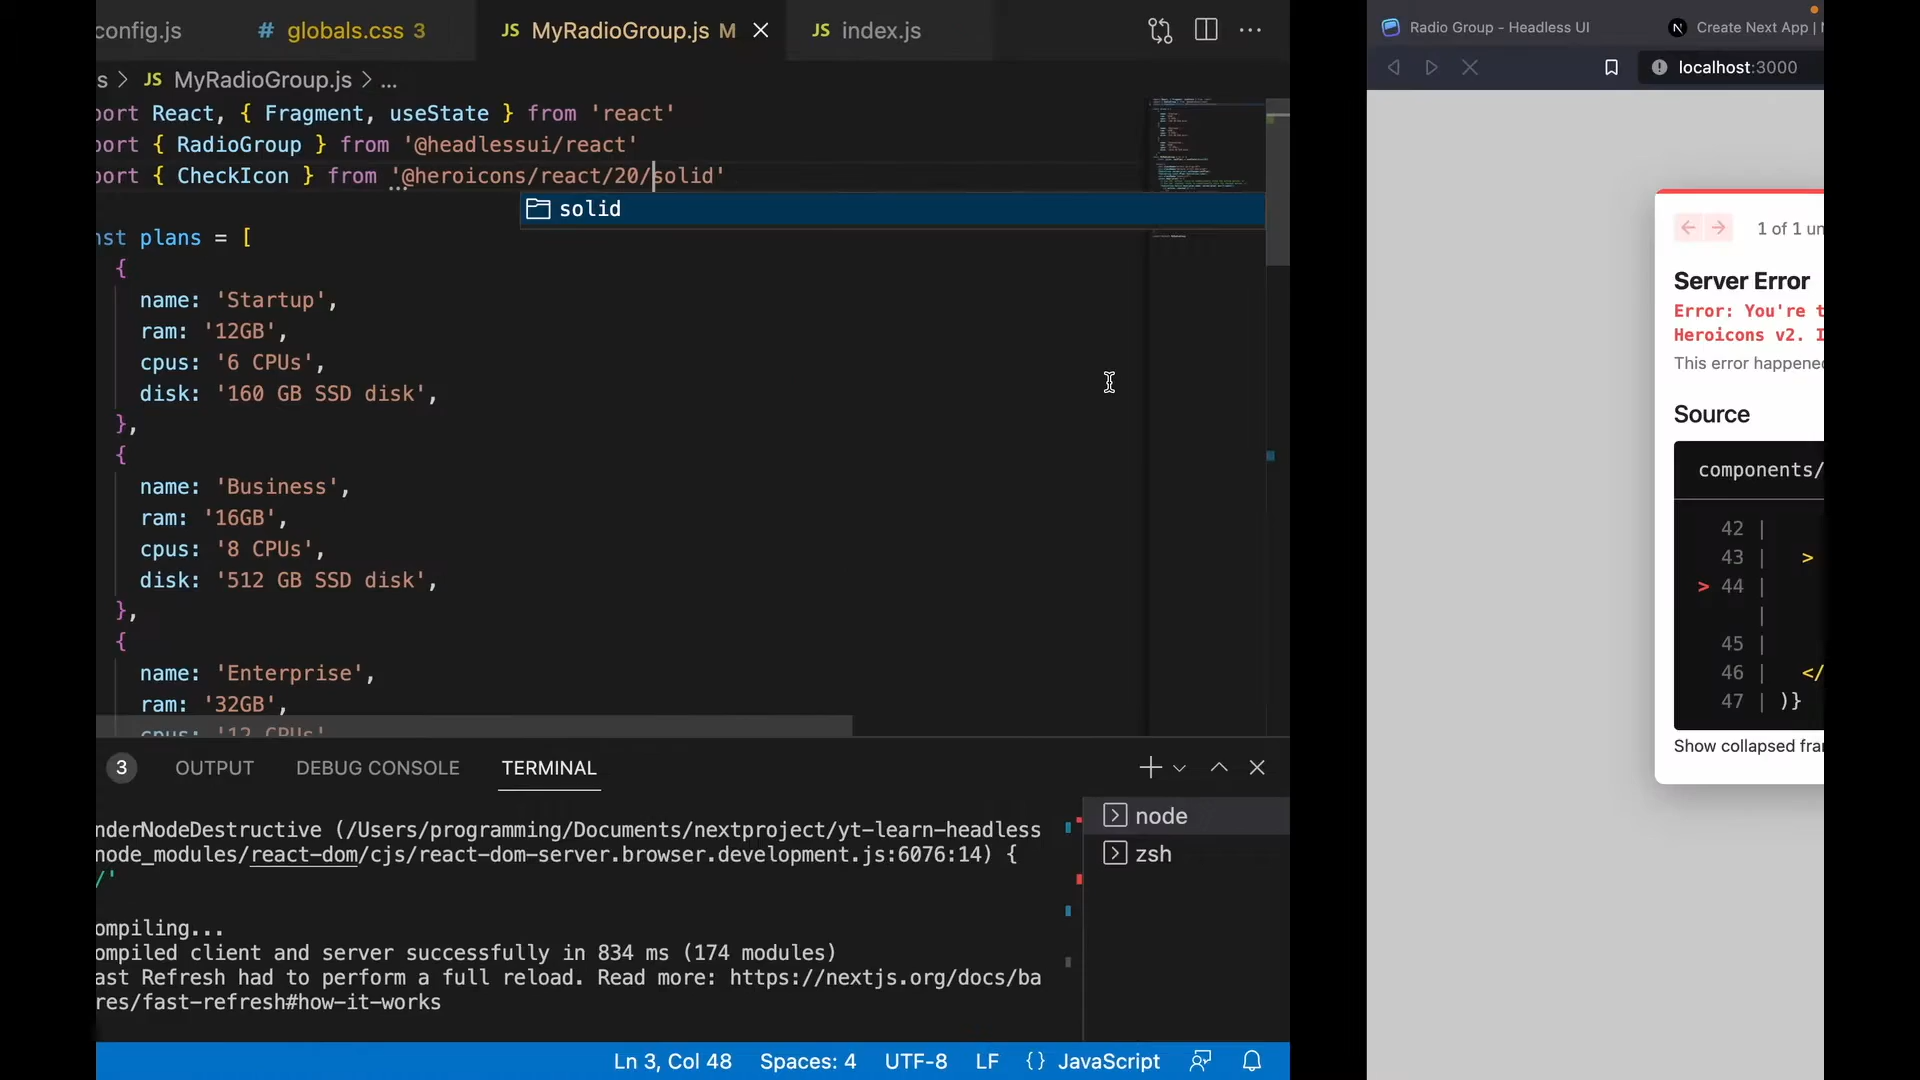 config.js
# globals.css 3
JS MyRadioGroup.js M
JS index.js
s > JS MyRadioGroup.js > ...
port React, { Fragment, useState } from 'react'
port { RadioGroup } from '@headlessui/react'
port { CheckIcon } from '@heroicons/react/20/solid'
solid
nst plans = [
{
name: 'Startup',
ram: '12GB',
cpus: '6 CPUs',
disk: '160 GB SSD disk',
},
{
name: 'Business',
ram: '16GB',
cpus: '8 CPUs',
disk: '512 GB SSD disk',
},
{
name: 'Enterprise',
ram: '32GB',
cpus: '12 CPUs'
3 OUTPUT DEBUG CONSOLE TERMINAL
nderNodeDestructive (/Users/programming/Documents/nextproject/yt-learn-headless
node_modules/react-dom/cjs/react-dom-server.browser.development.js:6076:14) {
/'
ompiling...
ompiled client and server successfully in 834 ms (174 modules)
ast Refresh had to perform a full reload. Read more: https://nextjs.org/docs/ba
res/fast-refresh#how-it-works
node
zsh
Ln 3, Col 48 Spaces: 4 UTF-8 LF {} JavaScript
Radio Group - Headless UI
Create Next App |
localhost:3000
1 of 1 un
Server Error
Error: You're t
Heroicons v2. I
This error happened
Source
components/
42 |
43 | >
> 44 |
|
45 |
46 | </
47 | )}
Show collapsed fra